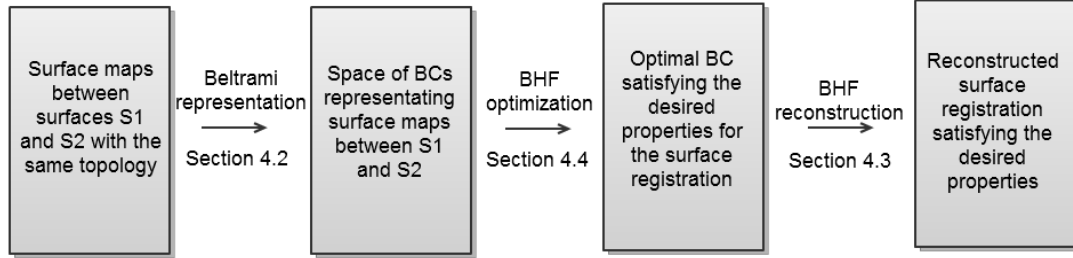 Surface maps
between
surfaces S1
and S2 with the
same topology
Beltrami
representation
Section 4.2
Space of BCs
representating
surface maps
between S1
and S2
BHF
optimization
Section 4.4
Optimal BC
satisfying the
desired
properties for
the surface
registration
BHF
reconstruction
Section 4.3
Reconstructed
surface
registration
satisfying the
desired
properties